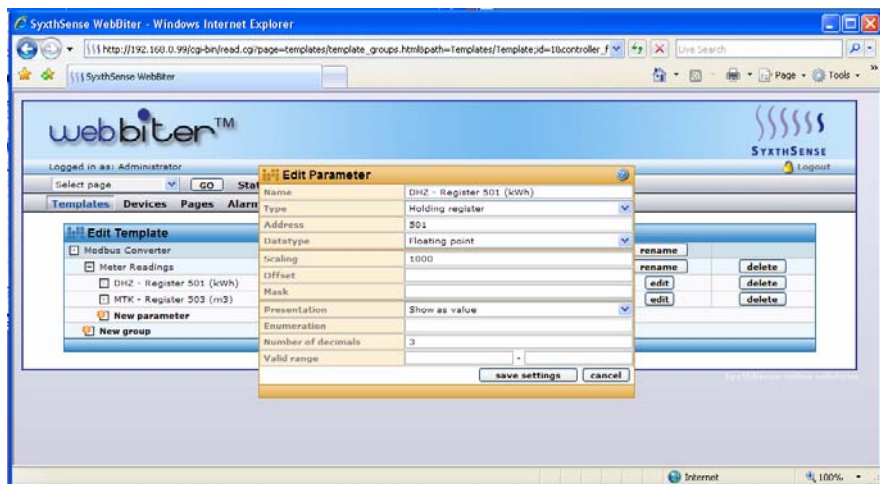 SyxthSense WebBiter - Windows Internet Explorer
http://192.168.0.99/cgi-bin/read.cgi?page=templates/template_groups.html&path=Templates/Template;id=1&controller_f
Live Search
SyxthSense WebBiter
Page Tools
webbiter™
SYXTHSENSE
Logged in as: Administrator
Logout
Select page GO Stat
Templates Devices Pages Alarm
Edit Template
Modbus Converter rename
Meter Readings rename delete
DHZ - Register 501 (kWh) edit delete
MTK - Register 503 (m3) edit delete
New parameter
New group
Edit Parameter
Name DHZ - Register 501 (kWh)
Type Holding register
Address 501
Datatype Floating point
Scaling 1000
Offset
Mask
Presentation Show as value
Enumeration
Number of decimals 3
Valid range -
save settings cancel
Internet 100%